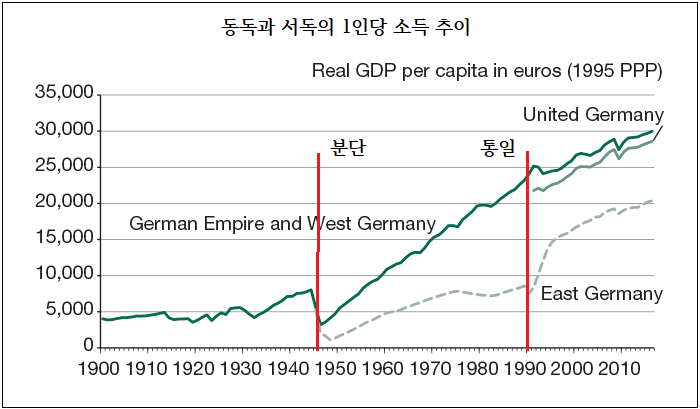 동독과 서독의 1인당 소득 추이
Real GDP per capita in euros (1995 PPP)
35,000
United Germany
30,000
분단
통일
25,000
20,000
German Empire and West Germany
15,000
10,000
East Germany
5,000
0
1900 1910 1920 1930 1940 1950 1960 1970 1980 1990 2000 2010